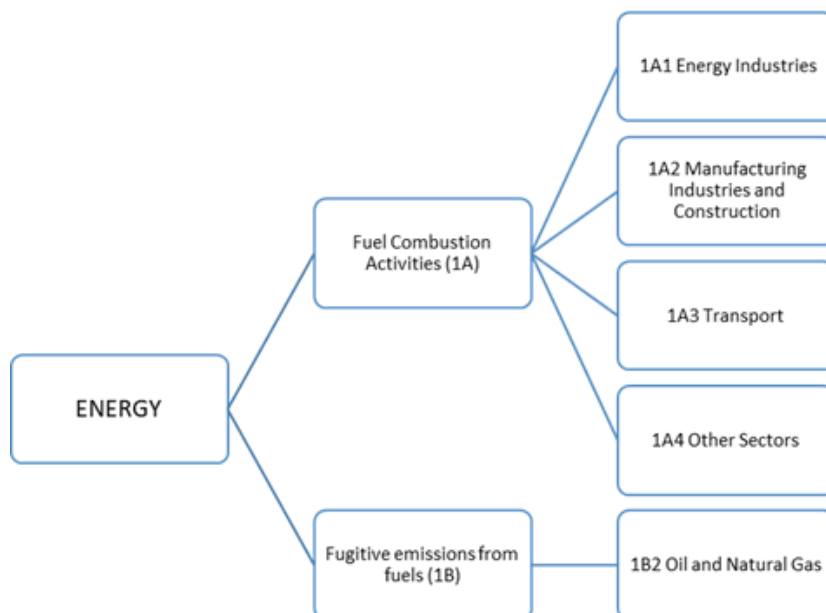 1A1 Energy Industries
1A2 Manufacturing
Industries and
Construction
Fuel Combustion
Activities (1A)
1A3 Transport
ENERGY
1A4 Other Sectors
Fugitive emissions from
fuels (1B)
1B2 Oil and Natural Gas